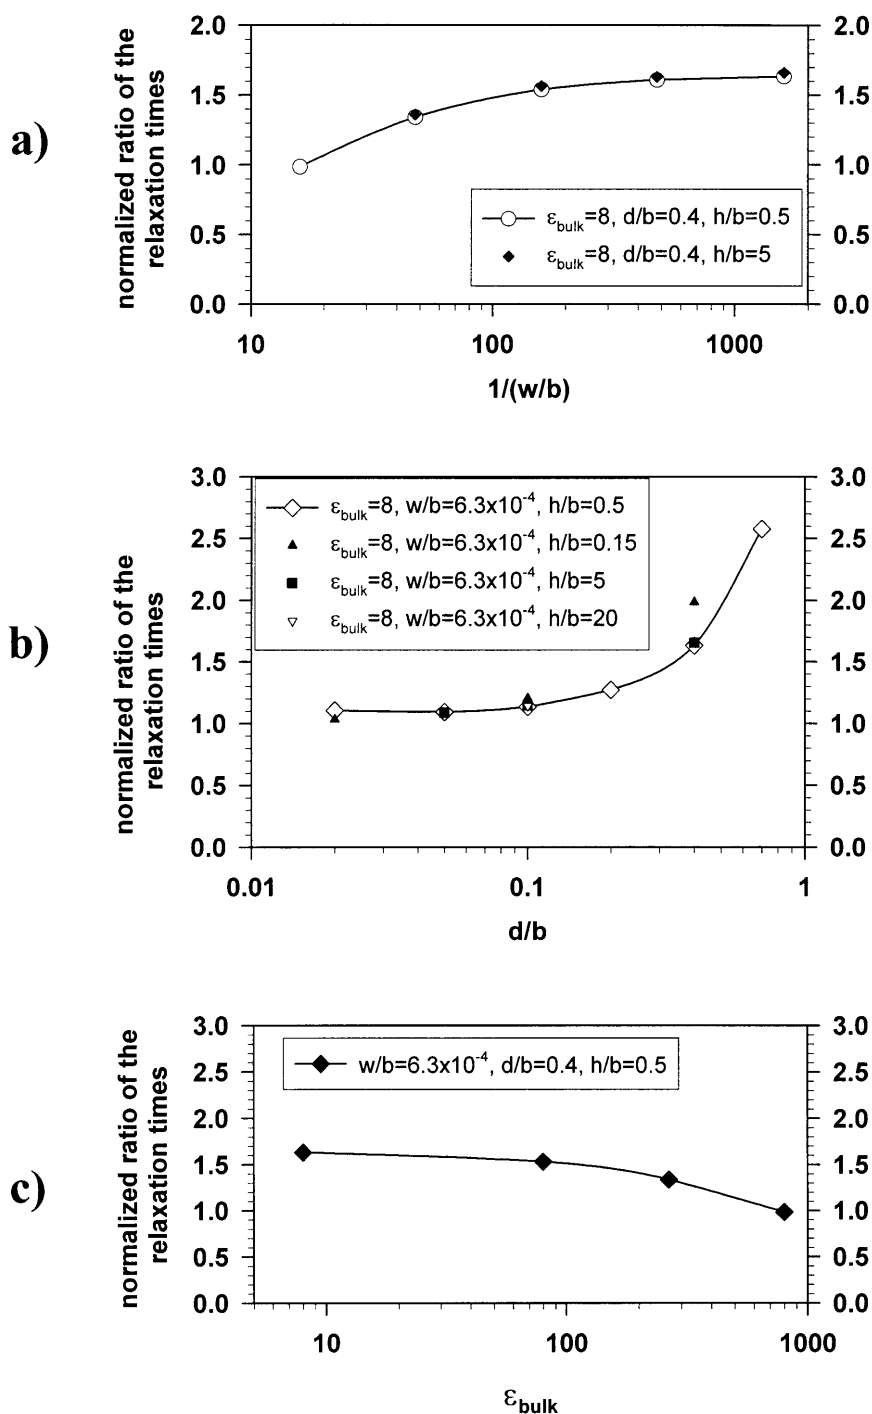 a)
normalized ratio of the
relaxation times
2.0 2.0
1.5 1.5
1.0 1.0
0.5 0.5
0.0 0.0
ε_bulk=8, d/b=0.4, h/b=0.5
ε_bulk=8, d/b=0.4, h/b=5
10 100 1000
1/(w/b)
b)
normalized ratio of the
relaxation times
3.0 3.0
2.5 2.5
2.0 2.0
1.5 1.5
1.0 1.0
0.5 0.5
0.0 0.0
ε_bulk=8, w/b=6.3x10⁻⁴, h/b=0.5
ε_bulk=8, w/b=6.3x10⁻⁴, h/b=0.15
ε_bulk=8, w/b=6.3x10⁻⁴, h/b=5
ε_bulk=8, w/b=6.3x10⁻⁴, h/b=20
0.01 0.1 1
d/b
c)
normalized ratio of the
relaxation times
3.0 3.0
2.5 2.5
2.0 2.0
1.5 1.5
1.0 1.0
0.5 0.5
0.0 0.0
w/b=6.3x10⁻⁴, d/b=0.4, h/b=0.5
10 100 1000
ε_bulk